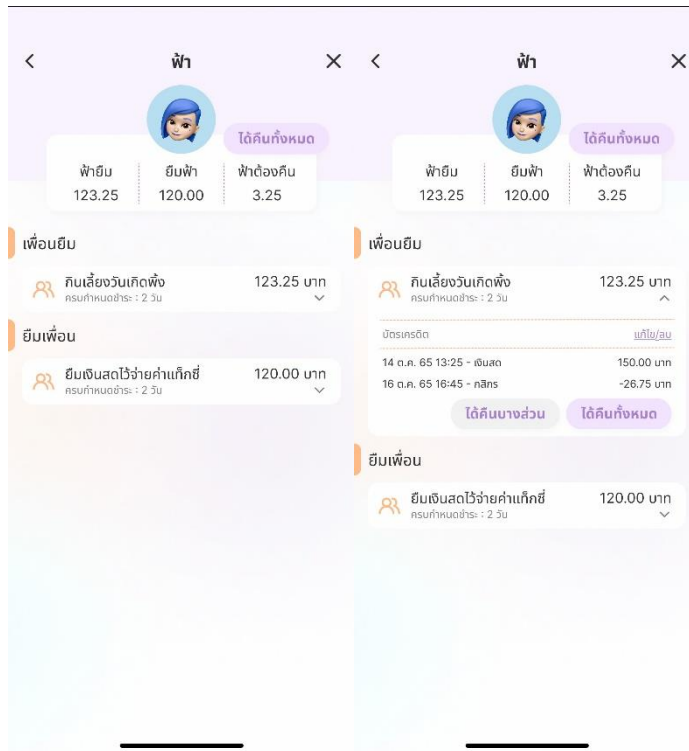 ฟ้า
ได้คืนทั้งหมด
ฟ้ายืม ยืมฟ้า ฟ้าต้องคืน
123.25 120.00 3.25
เพื่อนยืม
กินเลี้ยงวันเกิดพิ้ง 123.25 บาท
ครบกำหนดชำระ : 2 วัน
ยืมเพื่อน
ยืมเงินสดไว้จ่ายค่าแท็กซี่ 120.00 บาท
ครบกำหนดชำระ : 2 วัน
ฟ้า
ได้คืนทั้งหมด
ฟ้ายืม ยืมฟ้า ฟ้าต้องคืน
123.25 120.00 3.25
เพื่อนยืม
กินเลี้ยงวันเกิดพิ้ง 123.25 บาท
ครบกำหนดชำระ : 2 วัน
บัตรเครดิต แก้ไข/ลบ
14 ต.ค. 65 13:25 - เงินสด 150.00 บาท
16 ต.ค. 65 16:45 - กสิกร -26.75 บาท
ได้คืนบางส่วน ได้คืนทั้งหมด
ยืมเพื่อน
ยืมเงินสดไว้จ่ายค่าแท็กซี่ 120.00 บาท
ครบกำหนดชำระ : 2 วัน